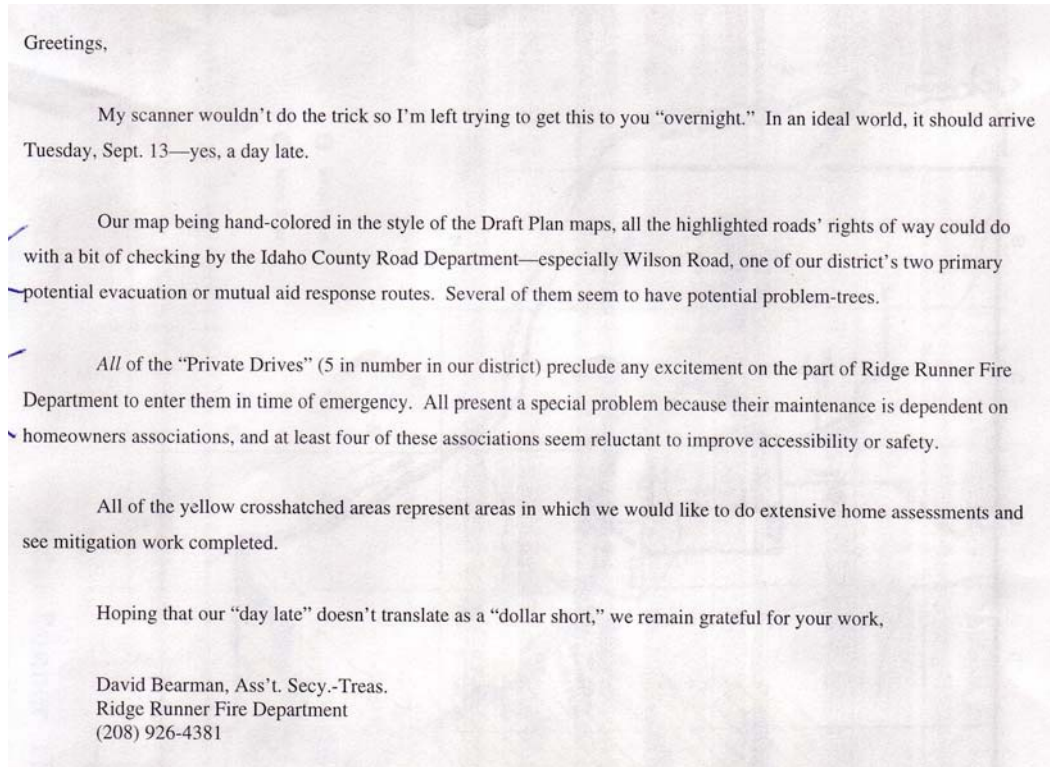 Greetings,
My scanner wouldn’t do the trick so I’m left trying to get this to you “overnight.” In an ideal world, it should arrive
Tuesday, Sept. 13—yes, a day late.
Our map being hand-colored in the style of the Draft Plan maps, all the highlighted roads’ rights of way could do
with a bit of checking by the Idaho County Road Department—especially Wilson Road, one of our district’s two primary
potential evacuation or mutual aid response routes. Several of them seem to have potential problem-trees.
All of the “Private Drives” (5 in number in our district) preclude any excitement on the part of Ridge Runner Fire
Department to enter them in time of emergency. All present a special problem because their maintenance is dependent on
homeowners associations, and at least four of these associations seem reluctant to improve accessibility or safety.
All of the yellow crosshatched areas represent areas in which we would like to do extensive home assessments and
see mitigation work completed.
Hoping that our “day late” doesn’t translate as a “dollar short,” we remain grateful for your work,
David Bearman, Ass’t. Secy.-Treas.
Ridge Runner Fire Department
(208) 926-4381